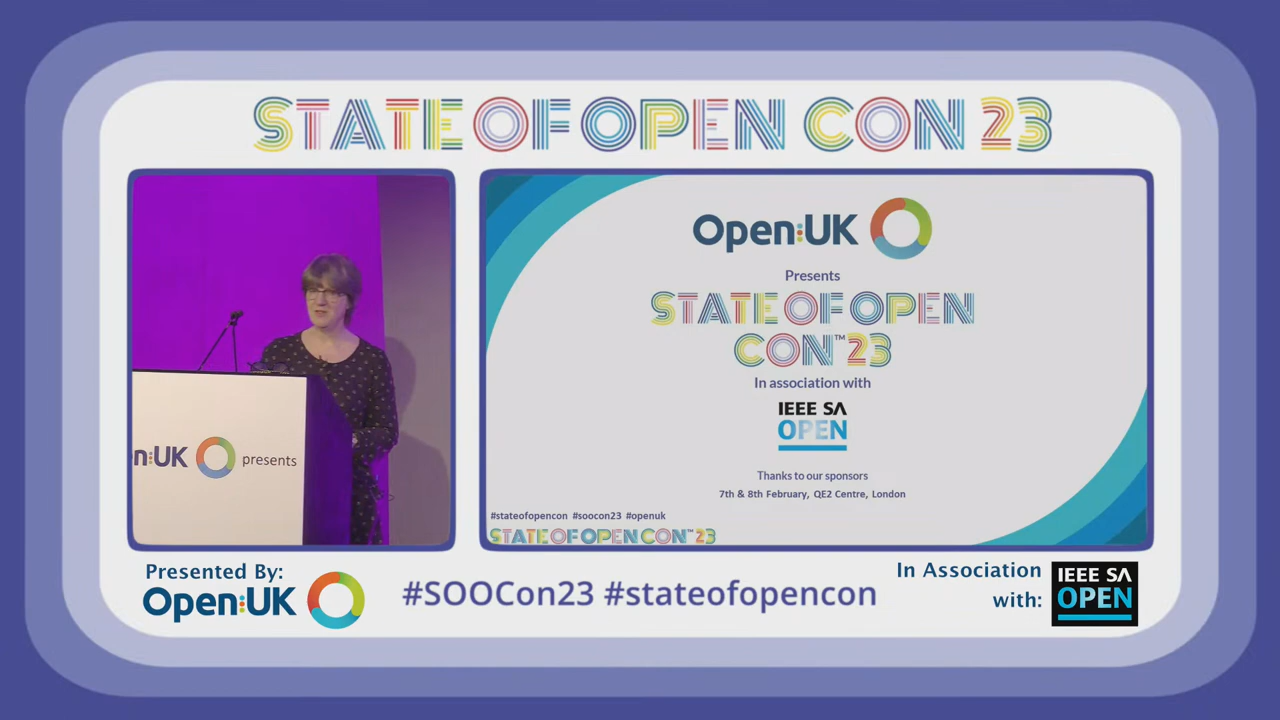 STATE OF OPEN CON 23
Open:UK
Presents
STATE OF OPEN
CON™ 23
In association with
IEEE SA
OPEN
Thanks to our sponsors
7th & 8th February, QE2 Centre, London
#stateofopencon #soocon23 #openuk
STATE OF OPEN CON™ 23
n:UK presents
Presented By:
Open:UK
#SOOCon23 #stateofopencon
In Association
with:
IEEE SA
OPEN